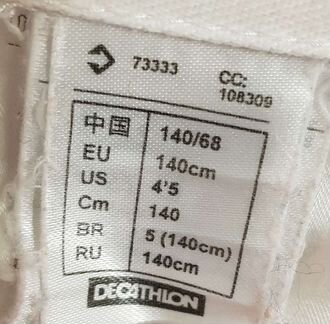 73333 CC: 108309
中国 140/68
EU 140cm
US 4'5
Cm 140
BR 5 (140cm)
RU 140cm
DECATHLON